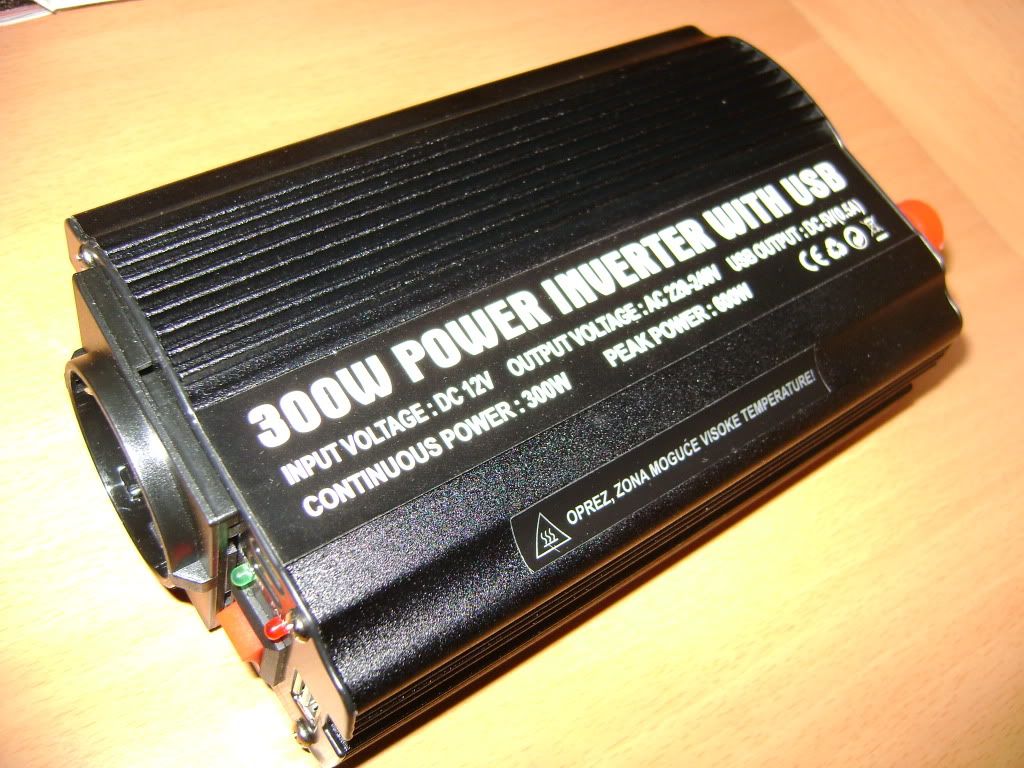 300W POWER INVERTER WITH USB
INPUT VOLTAGE : DC 12V OUTPUT VOLTAGE : AC 220-240V USB OUTPUT : DC 5V(0.5A)
CONTINUOUS POWER : 300W PEAK POWER : 600W
CE
OPREZ, ZONA MOGUĆE VISOKE TEMPERATURE!